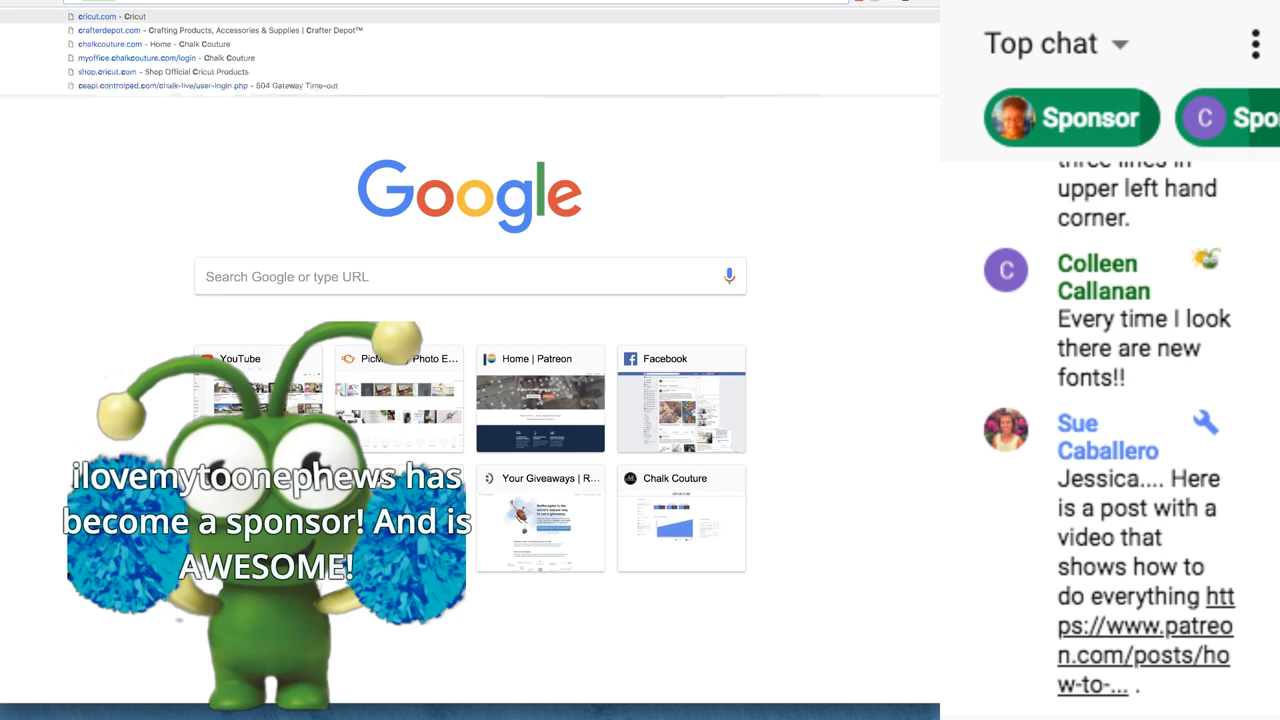 cricut.com - Cricut
crafterdepot.com - Crafting Products, Accessories & Supplies | Crafter Depot™
chalkcouture.com - Home - Chalk Couture
myoffice.chalkcouture.com/login - Chalk Couture
shop.cricut.com - Shop Official Cricut Products
ceapi.controlpad.com/chalk-live/user-login.php - 504 Gateway Time-out
Google
Search Google or type URL
YouTube
Photo E...
Home | Patreon
Facebook
Your Giveaways | R...
Chalk Couture
ilovemytoonephews has
become a sponsor! And is
AWESOME!
Top chat
Sponsor
C Spo
three lines in
upper left hand
corner.
C
Colleen
Callanan
Every time I look
there are new
fonts!!
Sue
Caballero
Jessica.... Here
is a post with a
video that
shows how to
do everything htt
ps://www.patreo
n.com/posts/ho
w-to-... .